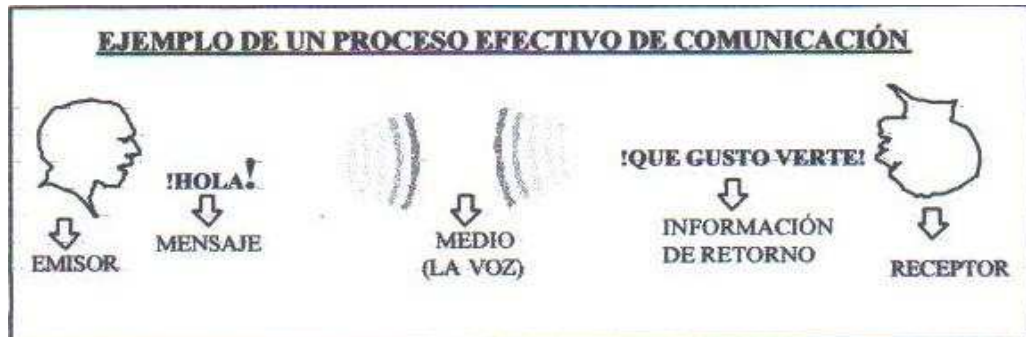 EJEMPLO DE UN PROCESO EFECTIVO DE COMUNICACIÓN
!HOLA!
!QUE GUSTO VERTE!
EMISOR
MENSAJE
MEDIO
(LA VOZ)
INFORMACIÓN
DE RETORNO
RECEPTOR